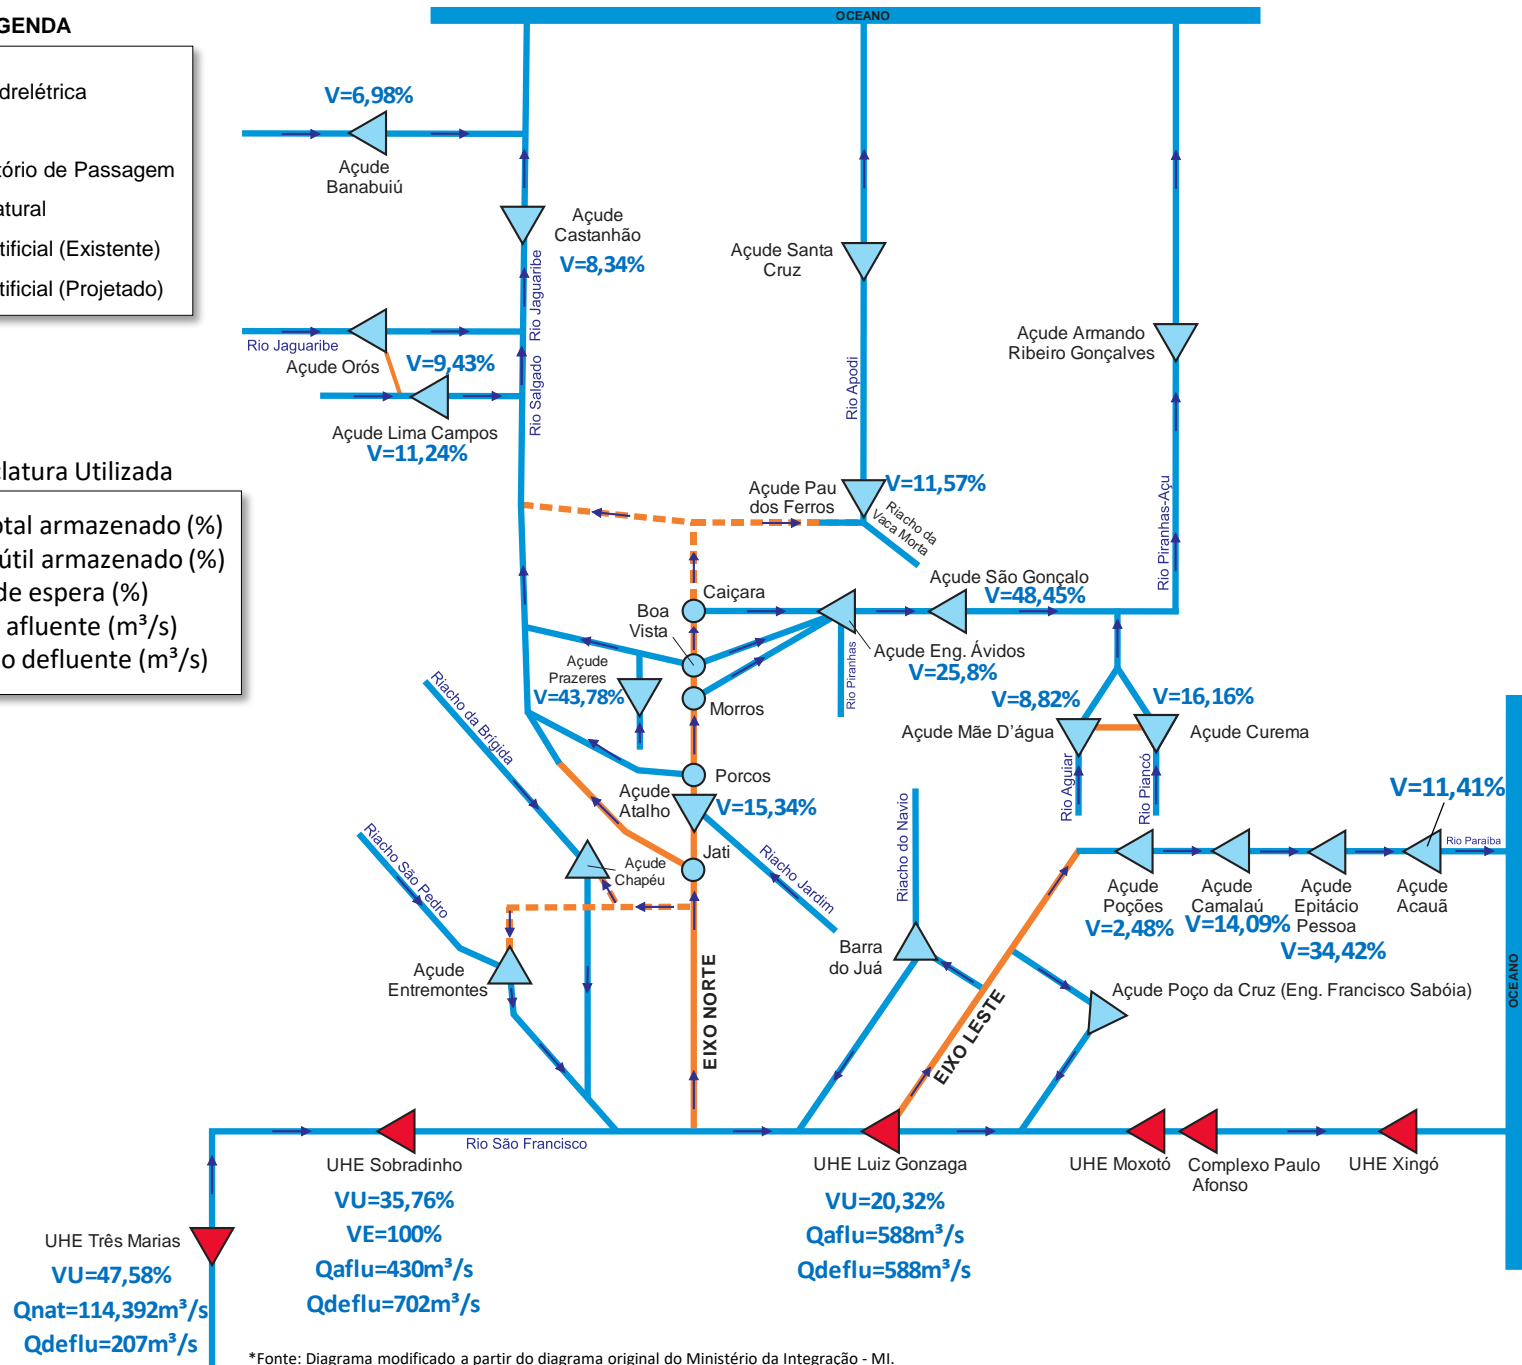 OCEANO
GENDA
drelétrica
tório de Passagem
atural
tificial (Existente)
tificial (Projetado)
V=6,98%
Açude
Banabuiú
Açude
Castanhão
V=8,34%
Rio Jaguaribe
Açude Santa
Cruz
Açude Armando
Ribeiro Gonçalves
Rio Jaguaribe
Açude Orós
V=9,43%
Rio Salgado
Açude Lima Campos
V=11,24%
Rio Apodi
clatura Utilizada
otal armazenado (%)
útil armazenado (%)
de espera (%)
afluente (m³/s)
o defluente (m³/s)
Açude Pau
dos Ferros
V=11,57%
Riacho da
Vaca Morta
Rio Piranhas-Açu
Caiçara
Boa
Vista
Açude São Gonçalo
V=48,45%
Açude Eng. Ávidos
V=25,8%
Rio Piranhas
Açude
Prazeres
V=43,78%
Morros
Riacho da Brígida
V=8,82%
V=16,16%
Açude Mãe D'água
Açude Curema
Rio Aguiar
Rio Piancó
Porcos
Açude
Atalho
V=15,34%
V=11,41%
Rio Paraíba
Riacho São Pedro
Açude
Chapéu
Jati
Riacho Jardim
Riacho do Navio
Açude
Poções
V=2,48%
Açude
Camalaú
V=14,09%
Açude
Epitácio
Pessoa
V=34,42%
Açude
Acauã
Açude
Entremontes
Barra
do Juá
Açude Poço da Cruz (Eng. Francisco Sabóia)
EIXO NORTE
EIXO LESTE
OCEANO
Rio São Francisco
UHE Sobradinho
VU=35,76%
VE=100%
Qaflu=430m³/s
Qdeflu=702m³/s
UHE Luiz Gonzaga
VU=20,32%
Qaflu=588m³/s
Qdeflu=588m³/s
UHE Moxotó
Complexo Paulo
Afonso
UHE Xingó
UHE Três Marias
VU=47,58%
Qnat=114,392m³/s
Qdeflu=207m³/s
*Fonte: Diagrama modificado a partir do diagrama original do Ministério da Integração - MI.